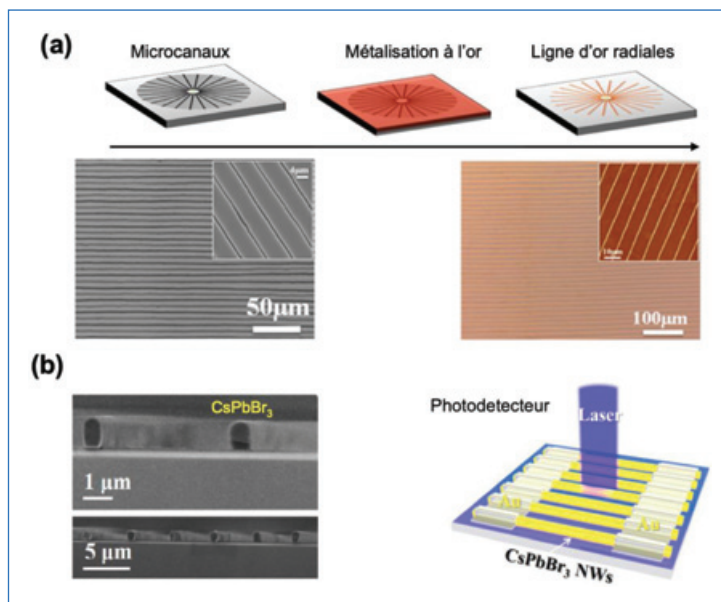 (a)
Microcanaux
Métalisation à l'or
Ligne d'or radiales
50μm
100μm
10μm
(b)
CsPbBr3
1 μm
5 μm
Photodetecteur
Laser
Au
Au
CsPbBr3 NWs